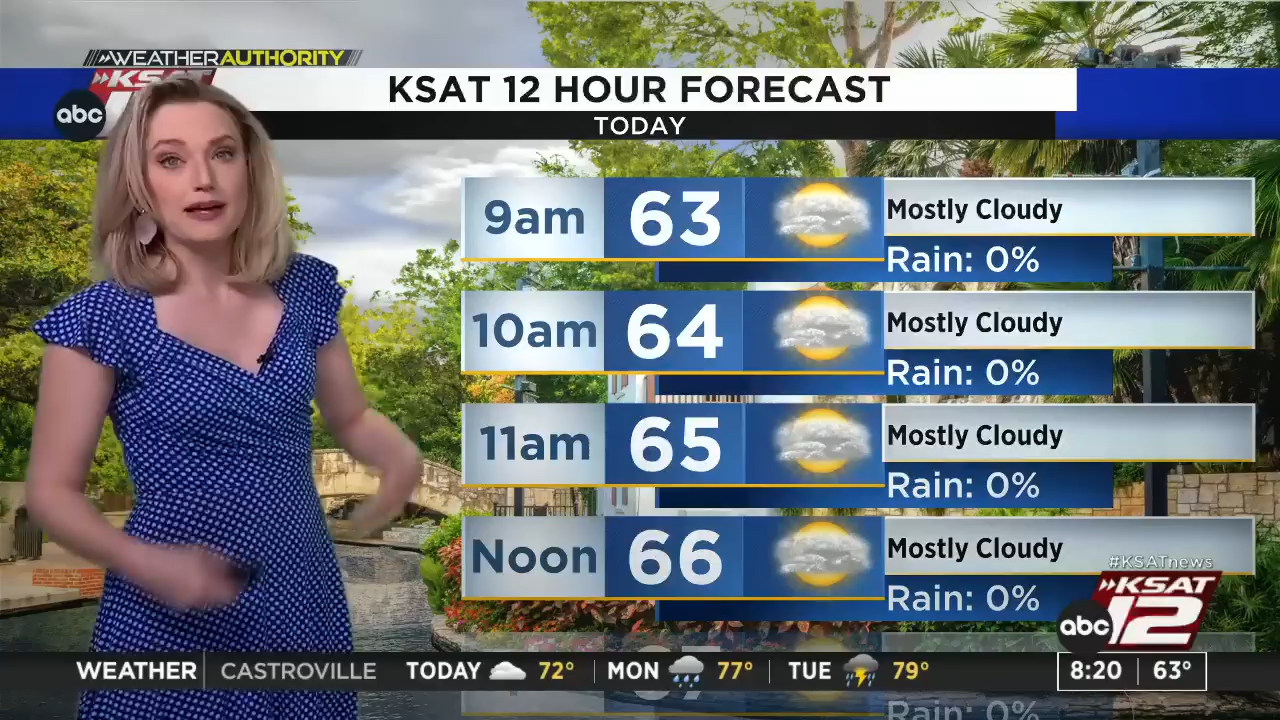 WEATHERAUTHORITY
KSAT
abc
KSAT 12 HOUR FORECAST
TODAY
9am 63 Mostly Cloudy
Rain: 0%
10am 64 Mostly Cloudy
Rain: 0%
11am 65 Mostly Cloudy
Rain: 0%
Noon 66 Mostly Cloudy
Rain: 0%
#KSATnews
KSAT
abc 12
WEATHER CASTROVILLE TODAY 72° MON 77° TUE 79° 8:20 63°
Rain: 0%